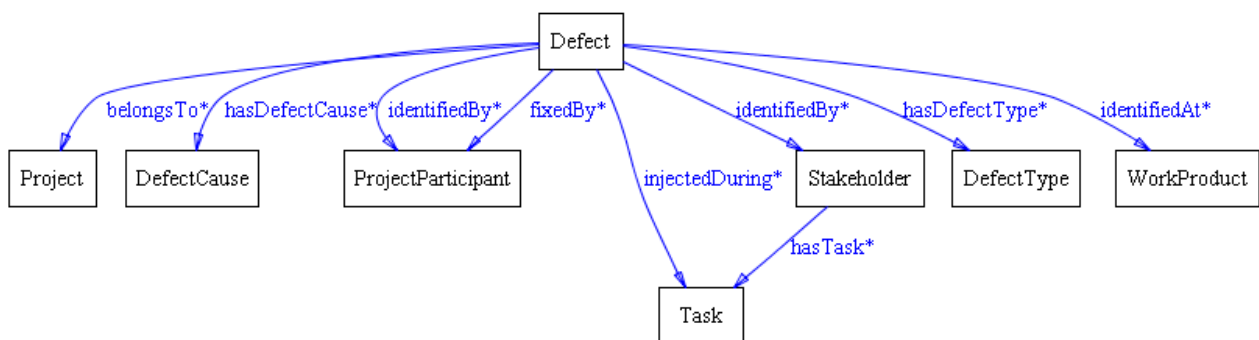 Defect
belongsTo* hasDefectCause* identifiedBy* fixedBy* identifiedBy* hasDefectType* identifiedAt*
Project DefectCause ProjectParticipant injectedDuring* Stakeholder DefectType WorkProduct
hasTask*
Task